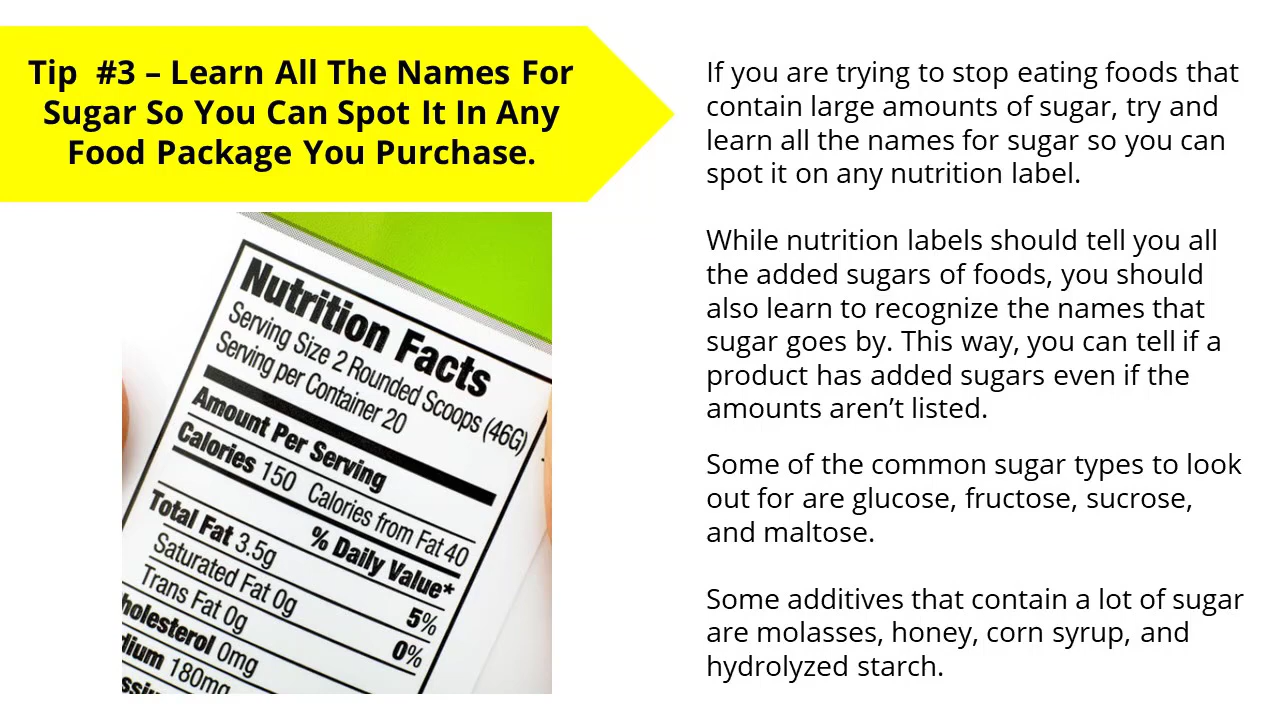 Tip  #3 – Learn All The Names For
Sugar So You Can Spot It In Any
Food Package You Purchase.
Nutrition Facts
Serving Size 2 Rounded Scoops (46G)
Serving per Container 20
Amount Per Serving
Calories 150 Calories from Fat 40
% Daily Value*
Total Fat 3.5g 5%
Saturated Fat 0g 0%
Trans Fat 0g
0mg
180mg
If you are trying to stop eating foods that
contain large amounts of sugar, try and
learn all the names for sugar so you can
spot it on any nutrition label.
While nutrition labels should tell you all
the added sugars of foods, you should
also learn to recognize the names that
sugar goes by. This way, you can tell if a
product has added sugars even if the
amounts aren’t listed.
Some of the common sugar types to look
out for are glucose, fructose, sucrose,
and maltose.
Some additives that contain a lot of sugar
are molasses, honey, corn syrup, and
hydrolyzed starch.